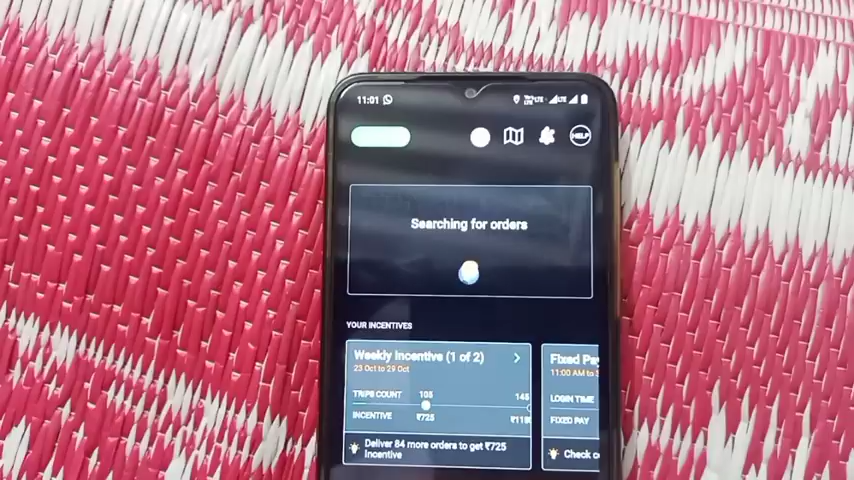 11:01
HELP
Searching for orders
YOUR INCENTIVES
Weekly Incentive (1 of 2)
23 Oct to 29 Oct
TRIPS COUNT 105 145
INCENTIVE ₹725
Deliver 84 more orders to get ₹725
Incentive
Fixed Pay
11:00 AM to
LOGIN TIME
FIXED PAY
Check